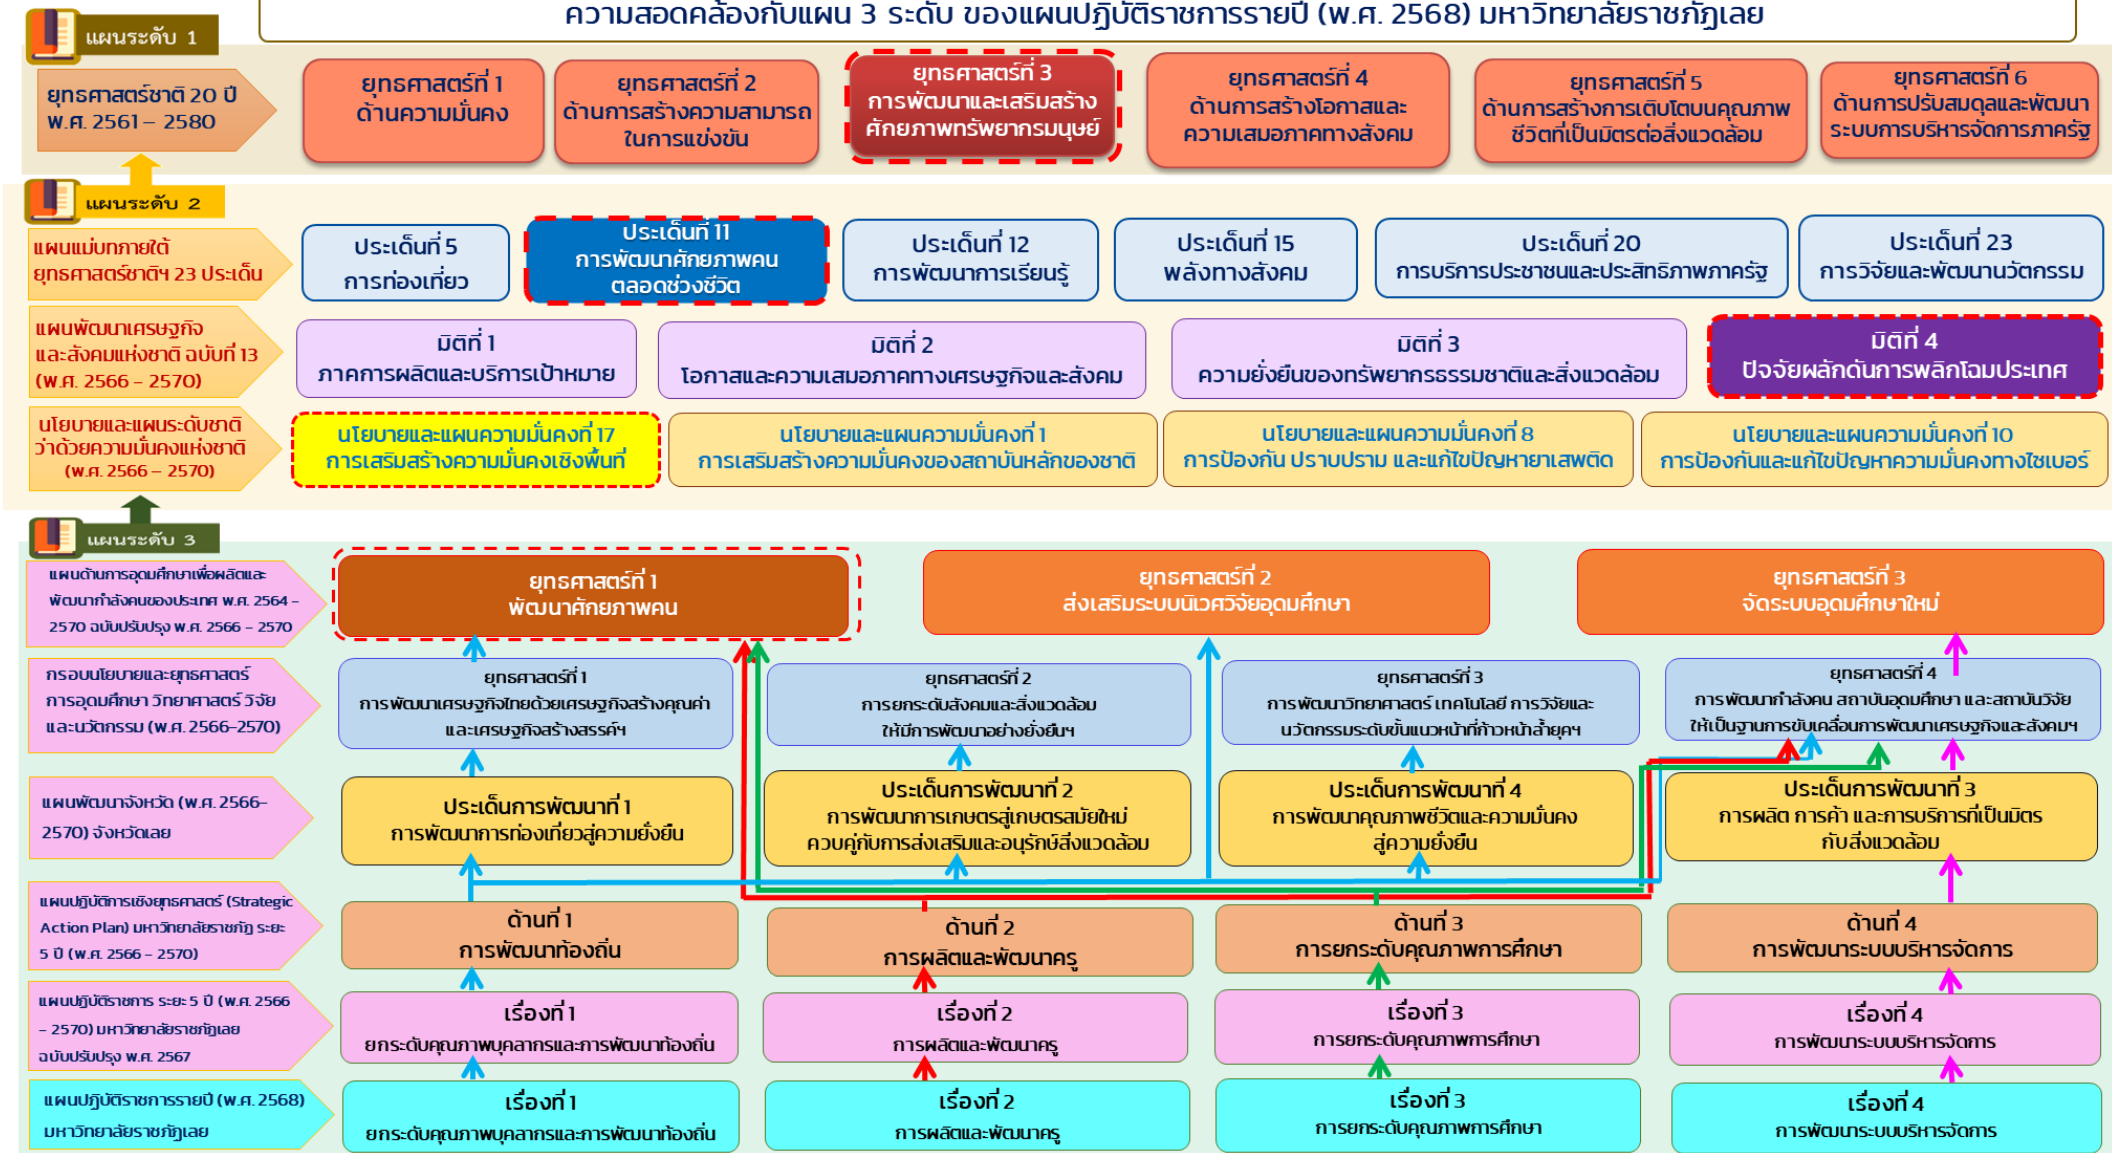 ความสอดคล้องกับแผน 3 ระดับ ของแผนปฏิบัติราชการรายปี (พ.ศ. 2568) มหาวิทยาลัยราชภัฏเลย
แผนระดับ 1
ยุทธศาสตร์ชาติ 20 ปี
พ.ศ. 2561 – 2580
ยุทธศาสตร์ที่ 1
ด้านความมั่นคง
ยุทธศาสตร์ที่ 2
ด้านการสร้างความสามารถ
ในการแข่งขัน
ยุทธศาสตร์ที่ 3
การพัฒนาและเสริมสร้าง
ศักยภาพทรัพยากรมนุษย์
ยุทธศาสตร์ที่ 4
ด้านการสร้างโอกาสและ
ความเสมอภาคทางสังคม
ยุทธศาสตร์ที่ 5
ด้านการสร้างการเติบโตบนคุณภาพ
ชีวิตที่เป็นมิตรต่อสิ่งแวดล้อม
ยุทธศาสตร์ที่ 6
ด้านการปรับสมดุลและพัฒนา
ระบบการบริหารจัดการภาครัฐ
แผนระดับ 2
แผนแม่บทภายใต้
ยุทธศาสตร์ชาติฯ 23 ประเด็น
ประเด็นที่ 5
การท่องเที่ยว
ประเด็นที่ 11
การพัฒนาศักยภาพคน
ตลอดช่วงชีวิต
ประเด็นที่ 12
การพัฒนาการเรียนรู้
ประเด็นที่ 15
พลังทางสังคม
ประเด็นที่ 20
การบริการประชาชนและประสิทธิภาพภาครัฐ
ประเด็นที่ 23
การวิจัยและพัฒนานวัตกรรม
แผนพัฒนาเศรษฐกิจ
และสังคมแห่งชาติ ฉบับที่ 13
(พ.ศ. 2566 – 2570)
มิติที่ 1
ภาคการผลิตและบริการเป้าหมาย
มิติที่ 2
โอกาสและความเสมอภาคทางเศรษฐกิจและสังคม
มิติที่ 3
ความยั่งยืนของทรัพยากรธรรมชาติและสิ่งแวดล้อม
มิติที่ 4
ปัจจัยผลักดันการพลิกโฉมประเทศ
นโยบายและแผนระดับชาติ
ว่าด้วยความมั่นคงแห่งชาติ
(พ.ศ. 2566 – 2570)
นโยบายและแผนความมั่นคงที่ 17
การเสริมสร้างความมั่นคงเชิงพื้นที่
นโยบายและแผนความมั่นคงที่ 1
การเสริมสร้างความมั่นคงของสถาบันหลักของชาติ
นโยบายและแผนความมั่นคงที่ 8
การป้องกัน ปราบปราม และแก้ไขปัญหายาเสพติด
นโยบายและแผนความมั่นคงที่ 10
การป้องกันและแก้ไขปัญหาความมั่นคงทางไซเบอร์
แผนระดับ 3
แผนด้านการอุดมศึกษาเพื่อผลิตและ
พัฒนากำลังคนของประเทศ พ.ศ. 2564 –
2570 ฉบับปรับปรุง พ.ศ. 2566 – 2570
ยุทธศาสตร์ที่ 1
พัฒนาศักยภาพคน
ยุทธศาสตร์ที่ 2
ส่งเสริมระบบนิเวศวิจัยอุดมศึกษา
ยุทธศาสตร์ที่ 3
จัดระบบอุดมศึกษาใหม่
กรอบนโยบายและยุทธศาสตร์
การอุดมศึกษา วิทยาศาสตร์ วิจัย
และนวัตกรรม (พ.ศ. 2566-2570)
ยุทธศาสตร์ที่ 1
การพัฒนาเศรษฐกิจไทยด้วยเศรษฐกิจสร้างคุณค่า
และเศรษฐกิจสร้างสรรค์ฯ
ยุทธศาสตร์ที่ 2
การยกระดับสังคมและสิ่งแวดล้อม
ให้มีการพัฒนาอย่างยั่งยืนฯ
ยุทธศาสตร์ที่ 3
การพัฒนาวิทยาศาสตร์ เทคโนโลยี การวิจัยและ
นวัตกรรมระดับขั้นแนวหน้าที่ก้าวหน้าล้ำยุคฯ
ยุทธศาสตร์ที่ 4
การพัฒนากำลังคน สถาบันอุดมศึกษา และสถาบันวิจัย
ให้เป็นฐานการขับเคลื่อนการพัฒนาเศรษฐกิจและสังคมฯ
แผนพัฒนาจังหวัด (พ.ศ. 2566-
2570) จังหวัดเลย
ประเด็นการพัฒนาที่ 1
การพัฒนาการท่องเที่ยวสู่ความยั่งยืน
ประเด็นการพัฒนาที่ 2
การพัฒนาการเกษตรสู่เกษตรสมัยใหม่
ควบคู่กับการส่งเสริมและอนุรักษ์สิ่งแวดล้อม
ประเด็นการพัฒนาที่ 4
การพัฒนาคุณภาพชีวิตและความมั่นคง
สู่ความยั่งยืน
ประเด็นการพัฒนาที่ 3
การผลิต การค้า และการบริการที่เป็นมิตร
กับสิ่งแวดล้อม
แผนปฏิบัติการเชิงยุทธศาสตร์ (Strategic
Action Plan) มหาวิทยาลัยราชภัฏ ระยะ
5 ปี (พ.ศ. 2566 – 2570)
ด้านที่ 1
การพัฒนาท้องถิ่น
ด้านที่ 2
การผลิตและพัฒนาครู
ด้านที่ 3
การยกระดับคุณภาพการศึกษา
ด้านที่ 4
การพัฒนาระบบบริหารจัดการ
แผนปฏิบัติราชการ ระยะ 5 ปี (พ.ศ. 2566
– 2570) มหาวิทยาลัยราชภัฏเลย
ฉบับปรับปรุง พ.ศ. 2567
เรื่องที่ 1
ยกระดับคุณภาพบุคลากรและการพัฒนาท้องถิ่น
เรื่องที่ 2
การผลิตและพัฒนาครู
เรื่องที่ 3
การยกระดับคุณภาพการศึกษา
เรื่องที่ 4
การพัฒนาระบบบริหารจัดการ
แผนปฏิบัติราชการรายปี (พ.ศ. 2568)
มหาวิทยาลัยราชภัฏเลย
เรื่องที่ 1
ยกระดับคุณภาพบุคลากรและการพัฒนาท้องถิ่น
เรื่องที่ 2
การผลิตและพัฒนาครู
เรื่องที่ 3
การยกระดับคุณภาพการศึกษา
เรื่องที่ 4
การพัฒนาระบบบริหารจัดการ